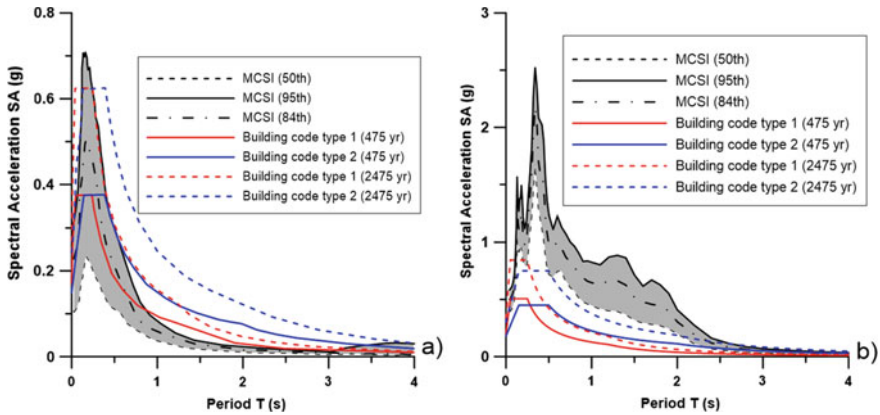 0.8
0.6
0.4
0.2
0
Spectral Acceleration SA (g)
MCSI (50th)
MCSI (95th)
MCSI (84th)
Building code type 1 (475 yr)
Building code type 2 (475 yr)
Building code type 1 (2475 yr)
Building code type 2 (2475 yr)
a)
0 1 2 3 4
Period T (s)
3
2
1
0
Spectral Acceleration SA (g)
MCSI (50th)
MCSI (95th)
MCSI (84th)
Building code type 1 (475 yr)
Building code type 2 (475 yr)
Building code type 1 (2475 yr)
Building code type 2 (2475 yr)
b)
0 1 2 3 4
Period T (s)